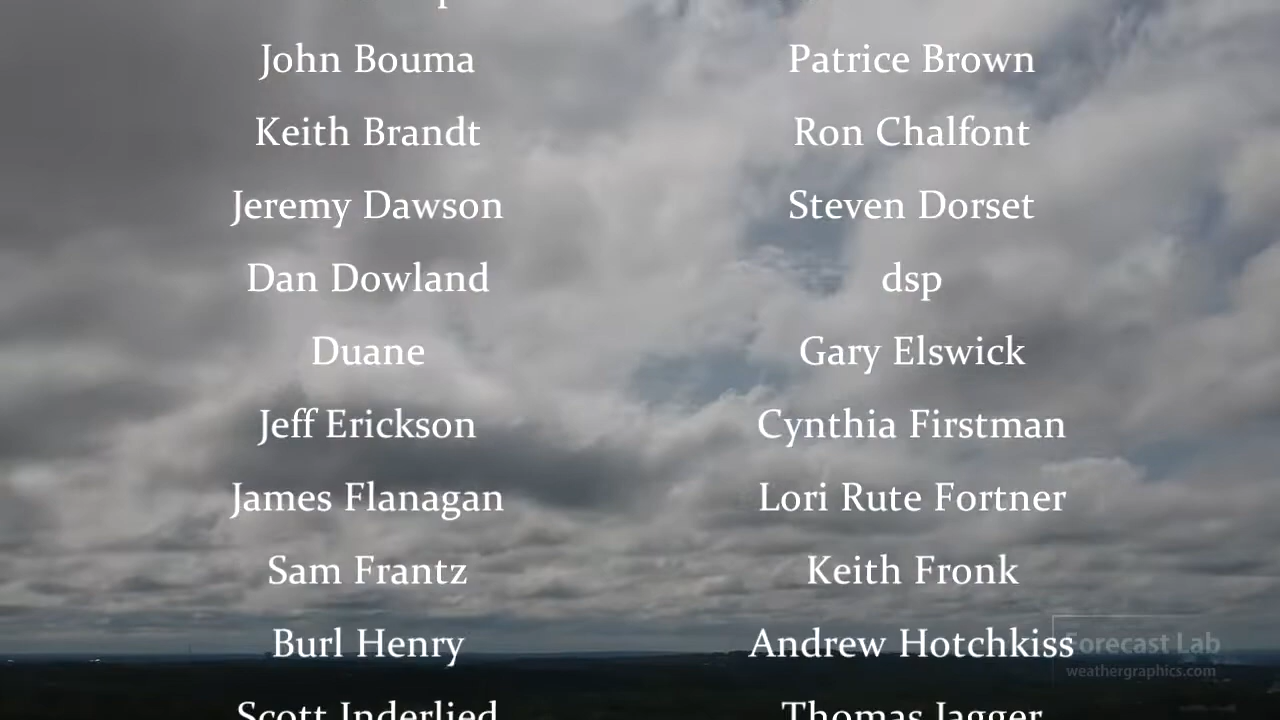 John Bouma Patrice Brown
Keith Brandt Ron Chalfont
Jeremy Dawson Steven Dorset
Dan Dowland dsp
Duane Gary Elswick
Jeff Erickson Cynthia Firstman
James Flanagan Lori Rute Fortner
Sam Frantz Keith Fronk
Burl Henry Andrew Hotchkiss
Forecast Lab
weathergraphics.com
Scott Inderlied Thomas Jagger